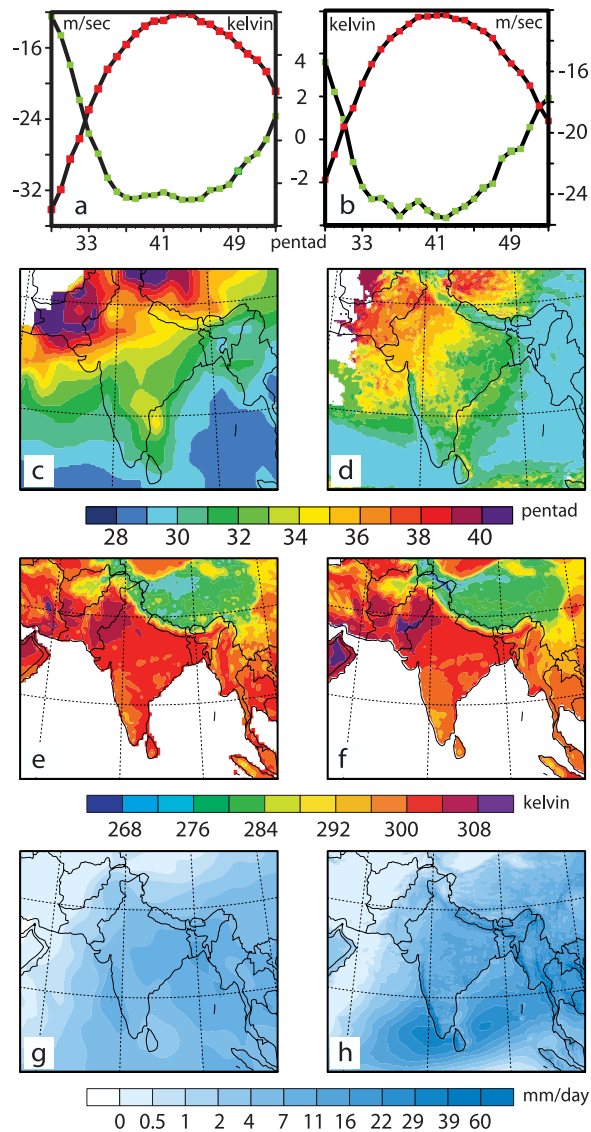 -12 m/sec kelvin -2 kelvin m/sec
4 -16
2
-24 0 -20
-2
-32 a b -24
33 41 49 pentad 33 41 49
c d
28 30 32 34 36 38 40 pentad
e f
268 276 284 292 300 308 kelvin
g h
0 0.5 1 2 4 7 11 16 22 29 39 60 mm/day